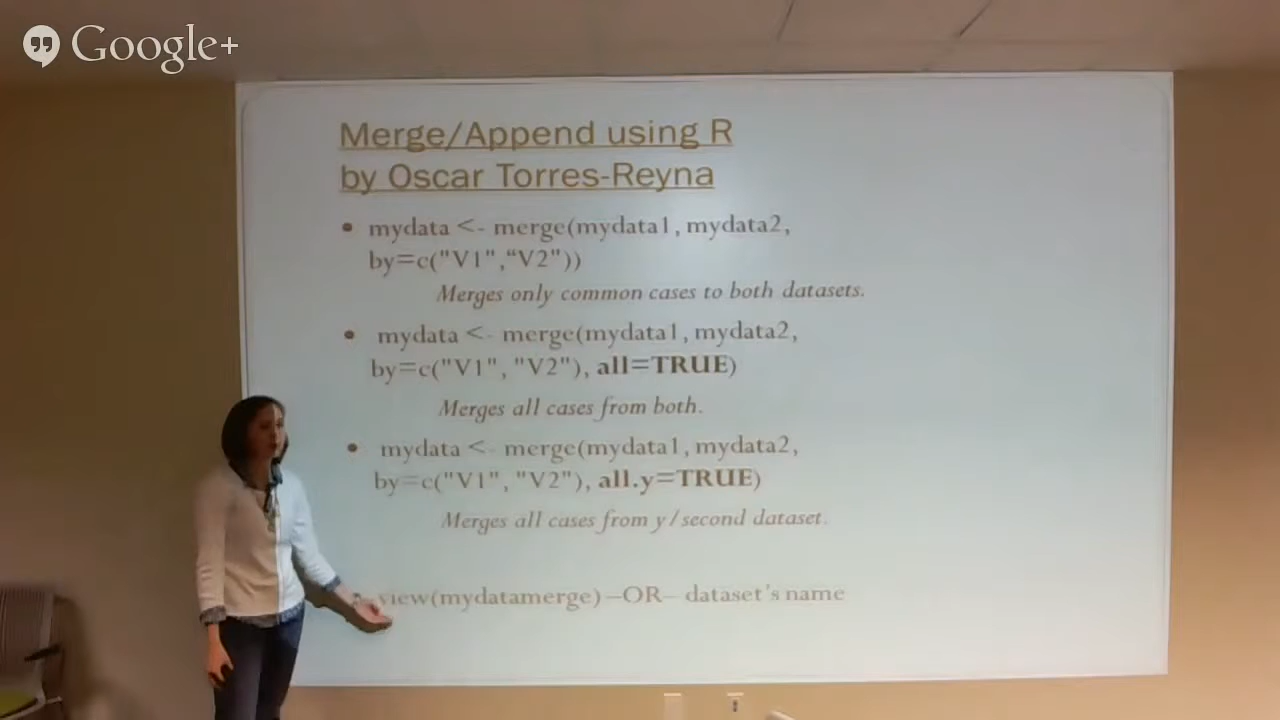 Google+
Merge/Append using R
by Oscar Torres-Reyna
• mydata <- merge(mydata1, mydata2,
by=c("V1",“V2"))
Merges only common cases to both datasets.
• mydata <- merge(mydata1, mydata2,
by=c("V1", "V2"), all=TRUE)
Merges all cases from both.
• mydata <- merge(mydata1, mydata2,
by=c("V1", "V2"), all.y=TRUE)
Merges all cases from y/second dataset.
view(mydatamerge) –OR– dataset's name